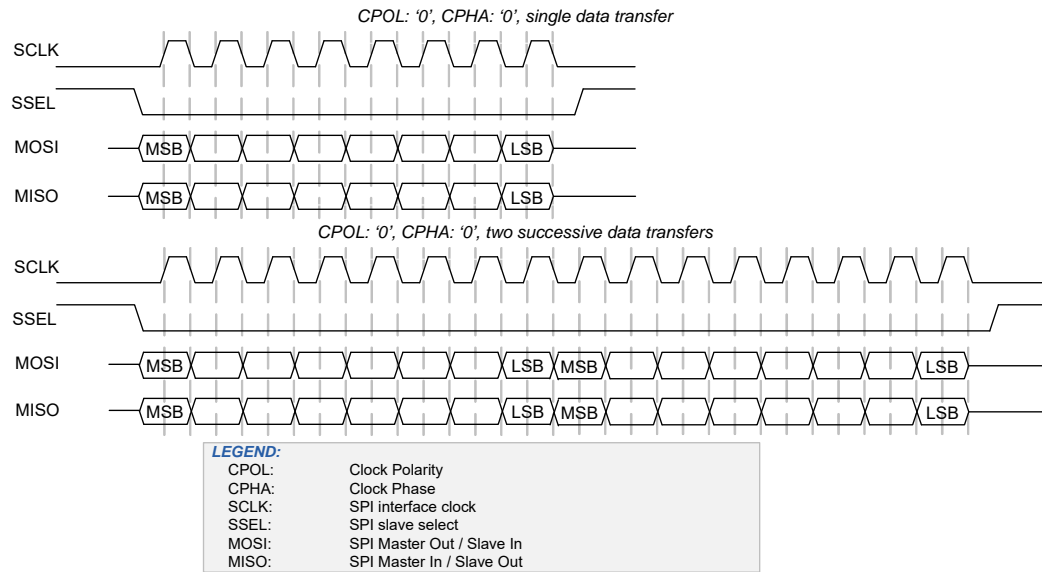 CPOL: ‘0’, CPHA: ‘0’, single data transfer
SCLK
SSEL
MOSI MSB LSB
MISO MSB LSB
CPOL: ‘0’, CPHA: ‘0’, two successive data transfers
SCLK
SSEL
MOSI MSB LSB MSB LSB
MISO MSB LSB MSB LSB
LEGEND:
CPOL: Clock Polarity
CPHA: Clock Phase
SCLK: SPI interface clock
SSEL: SPI slave select
MOSI: SPI Master Out / Slave In
MISO: SPI Master In / Slave Out